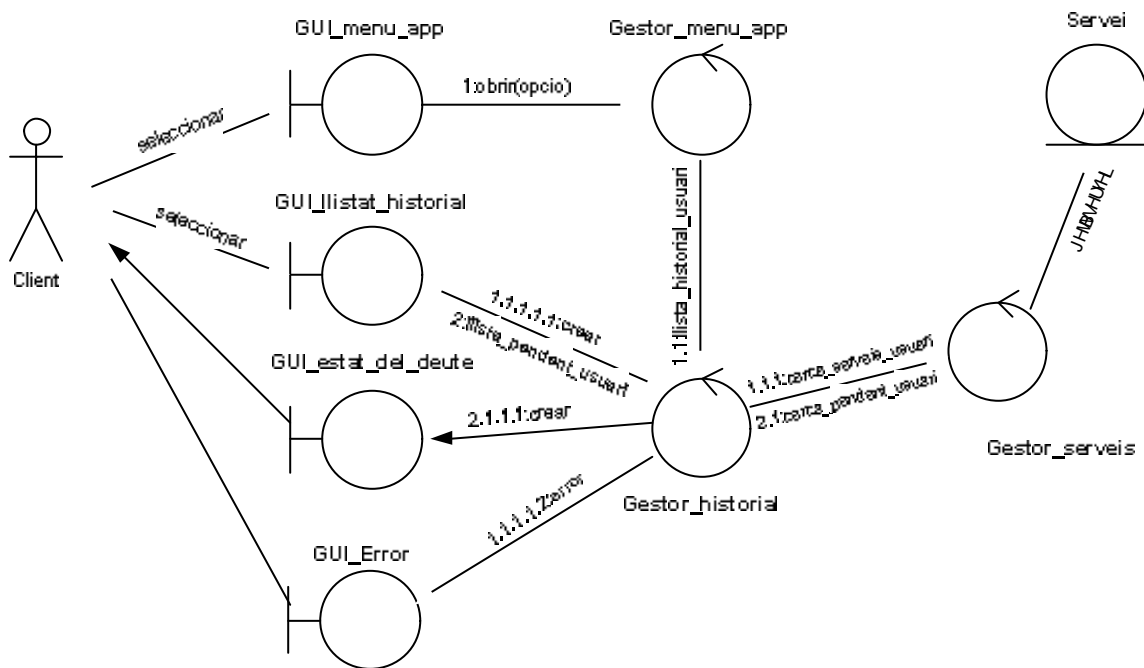 GUI_menu_app
Gestor_menu_app
Servei
1:obrir(opcio)
seleccionar
GUI_llistat_historial
seleccionar
Client
1.1:llista_historial_usuari
1.1.1.1.1:crear
2:llista_pendent_usuari
GUI_estat_del_deute
1.1.1:cerca_serveis_usuari
2.1:cerca_pendent_usuari
2.1.1.1:crear
Gestor_serveis
Gestor_historial
1.1.1.1.2:error
GUI_Error